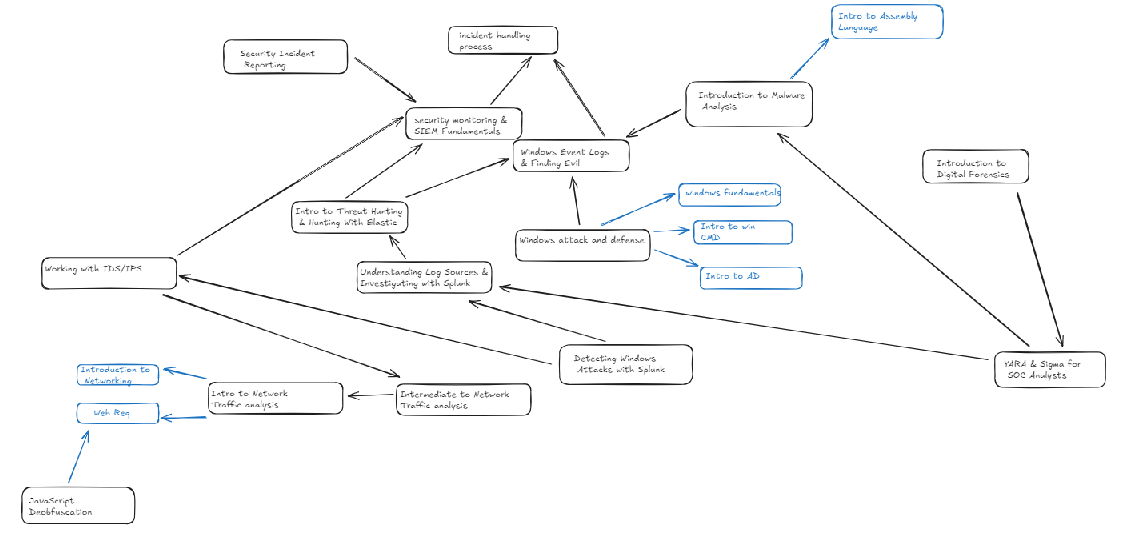 Intro to Assembly
Language
incident handling
process
Security Incident
Reporting
Introduction to Malware
Analysis
security monitoring &
SIEM Fundamentals
Windows Event Logs
& Finding Evil
Introduction to
Digital Forensics
windows fundamentals
Intro to Threat Hunting
& Hunting With Elastic
Intro to win
CMD
Windows attack and defense
Working with IDS/IPS
Understanding Log Sources &
Investigating with Splunk
Intro to AD
Detecting Windows
Attacks with Splunk
YARA & Sigma for
SOC Analysts
Introduction to
Networking
Intro to Network
Traffic analysis
Intermediate to Network
Traffic analysis
Web Req
JavaScript
Deobfuscation